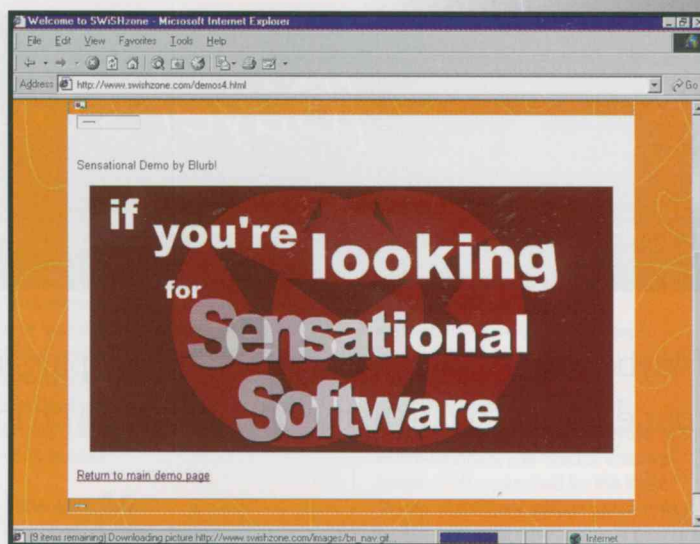 Welcome to SWiSHzone - Microsoft Internet Explorer
File Edit View Favorites Tools Help
Address http://www.swishzone.com/demos4.html Go
Sensational Demo by Blurb!
if you're looking
for
Sensational
Software
Return to main demo page
(9 items remaining) Downloading picture http://www.swishzone.com/images/bn_nav.gif... Internet